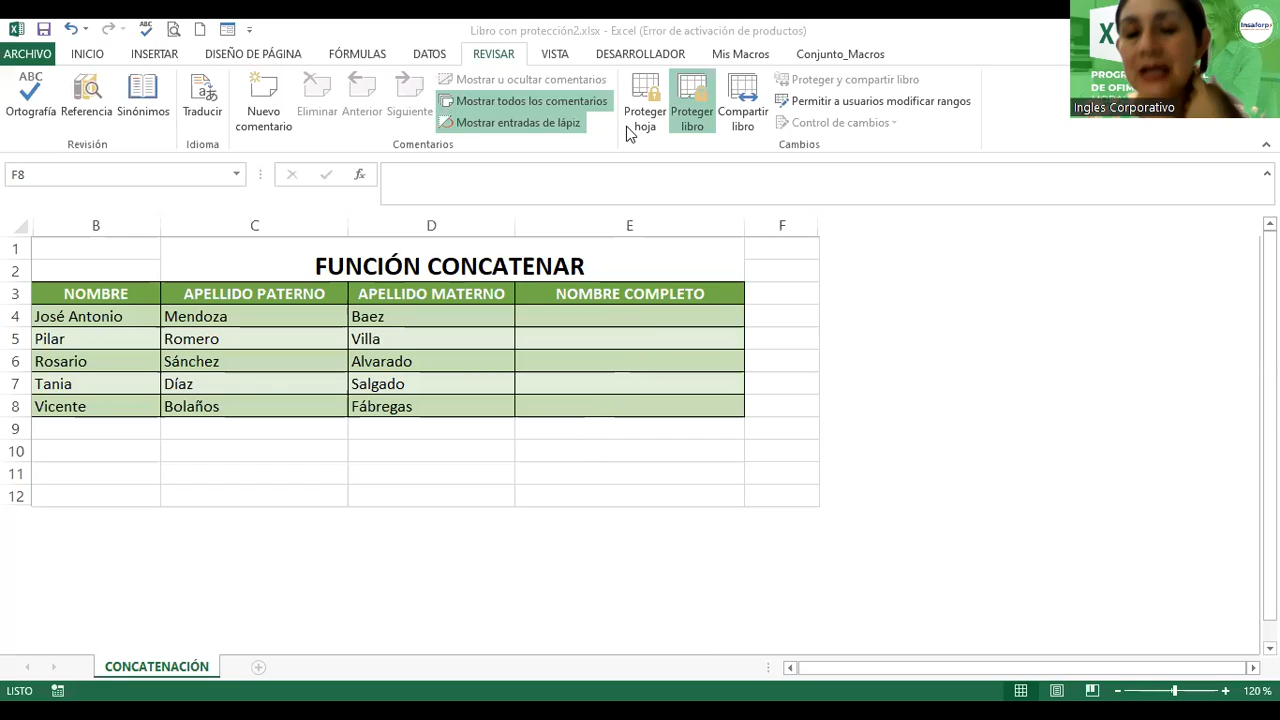 Libro con protección2.xlsx - Excel (Error de activación de productos)
ARCHIVO INICIO INSERTAR DISEÑO DE PÁGINA FÓRMULAS DATOS REVISAR VISTA DESARROLLADOR Mis Macros Conjunto_Macros
ABC
Ortografía Referencia Sinónimos
Revisión
Traducir
Idioma
Nuevo comentario Eliminar Anterior Siguiente
Mostrar u ocultar comentarios
Mostrar todos los comentarios
Mostrar entradas de lápiz
Comentarios
Proteger hoja Proteger libro Compartir libro
Proteger y compartir libro
Permitir a usuarios modificar rangos
Control de cambios
Cambios
Insaforp
Ingles Corporativo
F8
fx
B C D E F
1
2 FUNCIÓN CONCATENAR
3 NOMBRE APELLIDO PATERNO APELLIDO MATERNO NOMBRE COMPLETO
4 José Antonio Mendoza Baez
5 Pilar Romero Villa
6 Rosario Sánchez Alvarado
7 Tania Díaz Salgado
8 Vicente Bolaños Fábregas
9
10
11
12
CONCATENACIÓN
LISTO
120 %